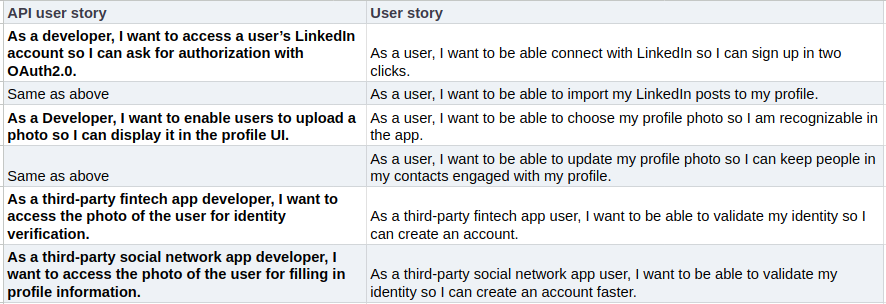 API user story
User story
As a developer, I want to access a user’s LinkedIn
account so I can ask for authorization with
OAuth2.0.
As a user, I want to be able connect with LinkedIn so I can sign up in two
clicks.
Same as above
As a user, I want to be able to import my LinkedIn posts to my profile.
As a Developer, I want to enable users to upload a
photo so I can display it in the profile UI.
As a user, I want to be able to choose my profile photo so I am recognizable in
the app.
Same as above
As a user, I want to be able to update my profile photo so I can keep people in
my contacts engaged with my profile.
As a third-party fintech app developer, I want to
access the photo of the user for identity
verification.
As a third-party fintech app user, I want to be able to validate my identity so I
can create an account.
As a third-party social network app developer, I
want to access the photo of the user for filling in
profile information.
As a third-party social network app user, I want to be able to validate my
identity so I can create an account faster.